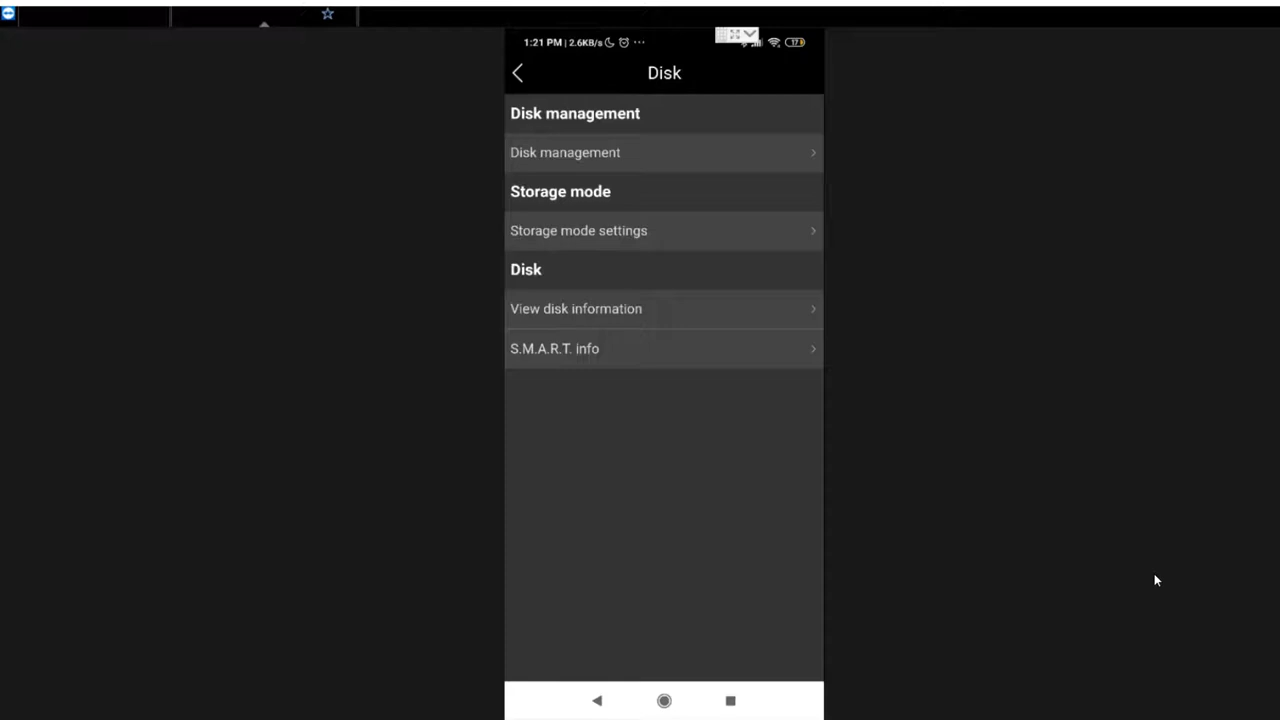 1:21 PM | 2.6KB/s ...
17
Disk
Disk management
Disk management
Storage mode
Storage mode settings
Disk
View disk information
S.M.A.R.T. info